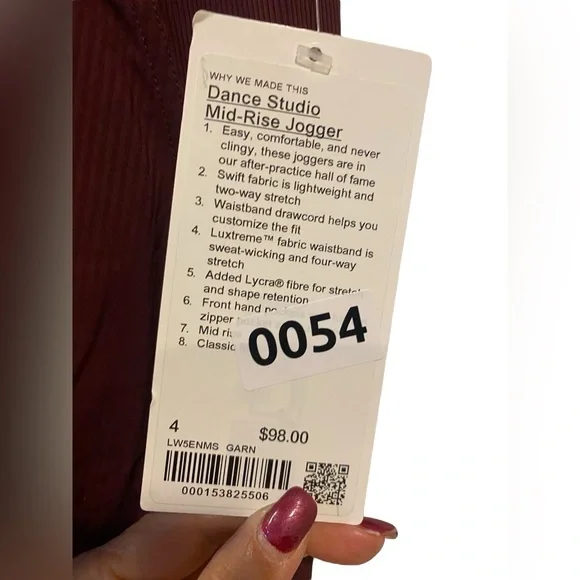 WHY WE MADE THIS
Dance Studio
Mid-Rise Jogger
1. Easy, comfortable, and never
clingy, these joggers are in
our after-practice hall of fame
2. Swift fabric is lightweight and
two-way stretch
3. Waistband drawcord helps you
customize the fit
4. Luxtreme™ fabric waistband is
sweat-wicking and four-way
stretch
5. Added Lycra® fibre for stretch
and shape retention
6. Front hand
zipper
7. Mid
8. Classic
0054
4 $98.00
LW5ENMS GARN
000153825506